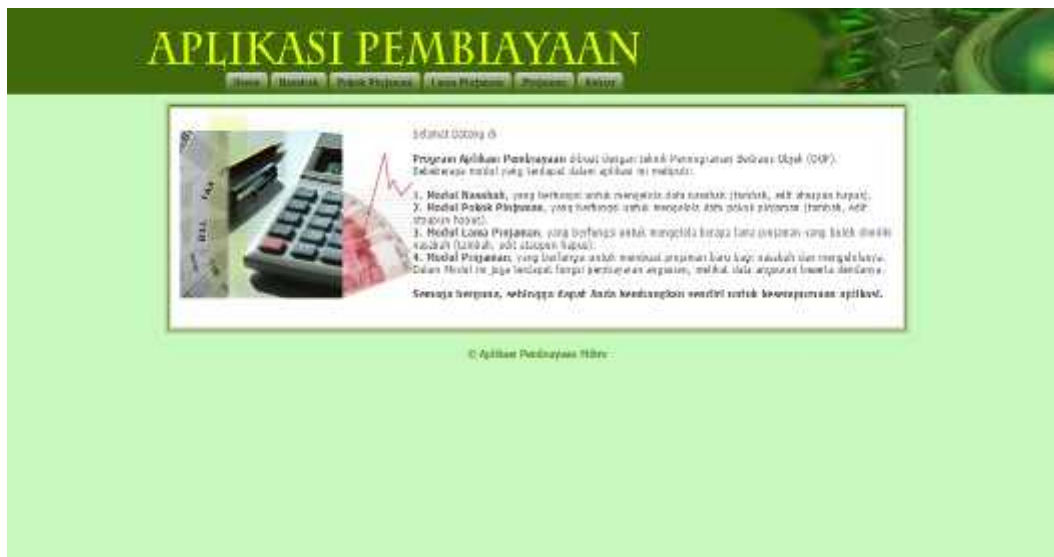 APLIKASI PEMBIAYAAN
Home Nasabah Pokok Pinjaman Lama Pinjaman Pinjaman Keluar
Selamat Datang di
Program Aplikasi Pembiayaan dibuat dengan teknik Pemrograman Berbasis Objek (OOP).
Beberapa modul yang terdapat dalam aplikasi ini meliputi:
1. Modul Nasabah, yang berfungsi untuk mengelola data nasabah (tambah, edit ataupun hapus).
2. Modul Pokok Pinjaman, yang berfungsi untuk mengelola data pokok pinjaman (tambah, edit
ataupun hapus).
3. Modul Lama Pinjaman, yang berfungsi untuk mengelola berapa lama pinjaman yang boleh dimiliki
nasabah (tambah, edit ataupun hapus).
4. Modul Pinjaman, yang berfungsi untuk membuat pinjaman baru bagi nasabah dan mengelolanya.
Dalam Modul ini juga terdapat fungsi pembayaran angsuran, melihat data angsuran beserta dendanya.
Semoga berguna, sehingga dapat Anda kembangkan sendiri untuk kesempurnaan aplikasi.
© Aplikasi Pembiayaan